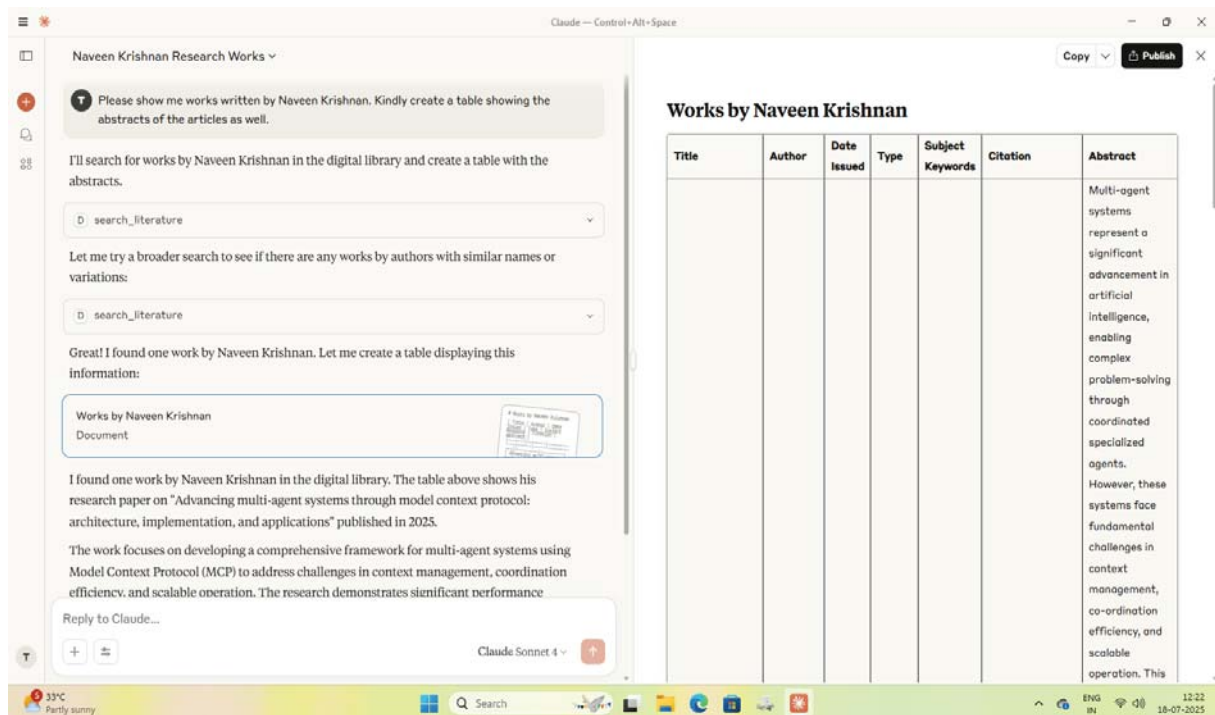 Claude — Control+Alt+Space
Naveen Krishnan Research Works
Copy
Publish
T
Please show me works written by Naveen Krishnan. Kindly create a table showing the
abstracts of the articles as well.
I'll search for works by Naveen Krishnan in the digital library and create a table with the
abstracts.
D search_literature
Let me try a broader search to see if there are any works by authors with similar names or
variations:
D search_literature
Great! I found one work by Naveen Krishnan. Let me create a table displaying this
information:
Works by Naveen Krishnan
Document
I found one work by Naveen Krishnan in the digital library. The table above shows his
research paper on "Advancing multi-agent systems through model context protocol:
architecture, implementation, and applications" published in 2025.
The work focuses on developing a comprehensive framework for multi-agent systems using
Model Context Protocol (MCP) to address challenges in context management, coordination
efficiency, and scalable operation. The research demonstrates significant performance
Reply to Claude...
Claude Sonnet 4
T
Works by Naveen Krishnan
Title
Author
Date
Issued
Type
Subject
Keywords
Citation
Abstract
Multi-agent
systems
represent a
significant
advancement in
artificial
intelligence,
enabling
complex
problem-solving
through
coordinated
specialized
agents.
However, these
systems face
fundamental
challenges in
context
management,
co-ordination
efficiency, and
scalable
operation. This
5
33°C
Partly sunny
Search
ENG
IN
12:22
18-07-2025